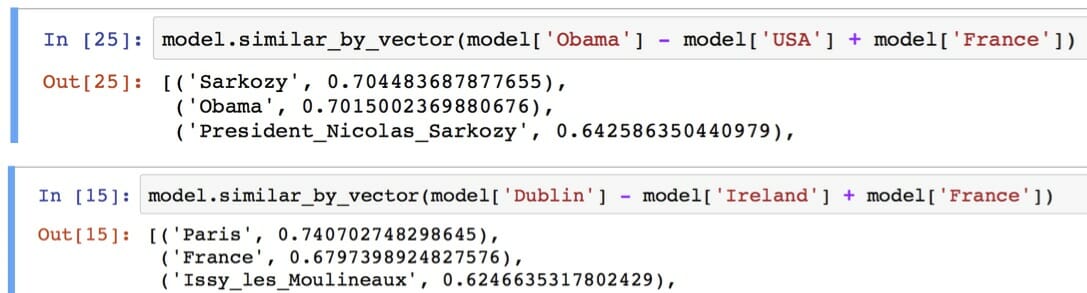 In [25]: model.similar_by_vector(model['Obama'] - model['USA'] + model['France'])
Out[25]: [('Sarkozy', 0.704483687877655),
('Obama', 0.7015002369880676),
('President_Nicolas_Sarkozy', 0.642586350440979),
In [15]: model.similar_by_vector(model['Dublin'] - model['Ireland'] + model['France'])
Out[15]: [('Paris', 0.740702748298645),
('France', 0.6797398924827576),
('Issy_les_Moulineaux', 0.6246635317802429),